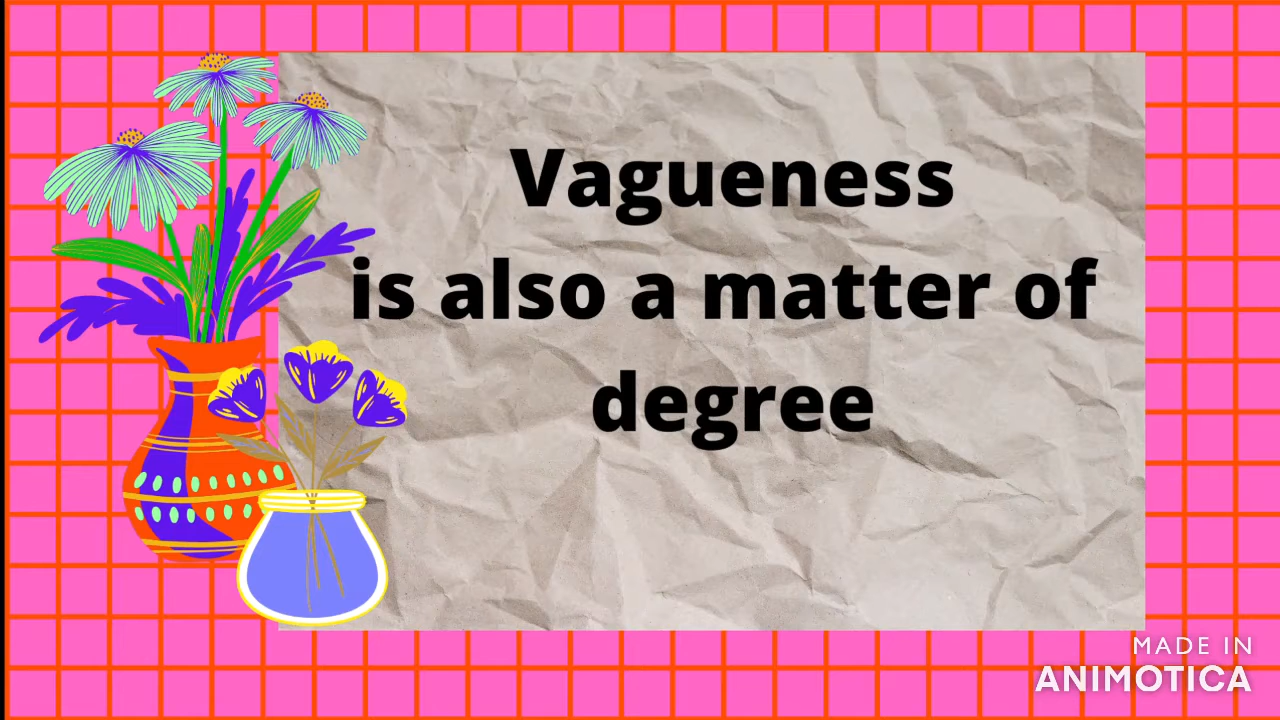 Vagueness
is also a matter of
degree
MADE IN
ANIMOTICA